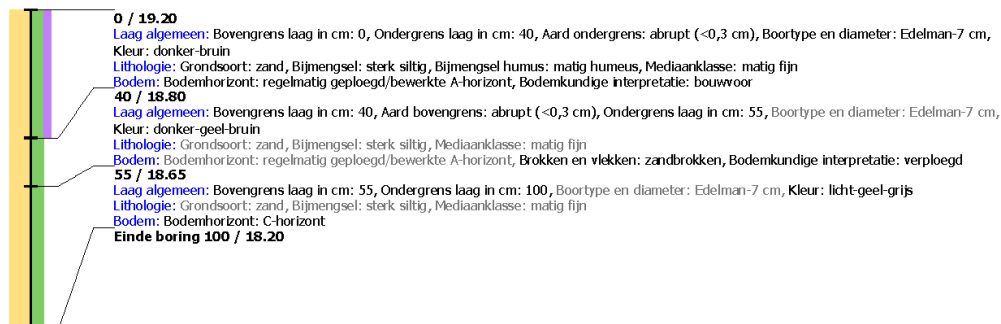 0 / 19.20
Laag algemeen: Bovengrens laag in cm: 0, Ondergrens laag in cm: 40, Aard ondergrens: abrupt (<0,3 cm), Boortype en diameter: Edelman-7 cm,
Kleur: donker-bruin
Lithologie: Grondsoort: zand, Bijmengsel: sterk siltig, Bijmengsel humus: matig humeus, Mediaanklasse: matig fijn
Bodem: Bodemhorizont: regelmatig geploegd/bewerkte A-horizont, Bodemkundige interpretatie: bouwvoor
40 / 18.80
Laag algemeen: Bovengrens laag in cm: 40, Aard bovengrens: abrupt (<0,3 cm), Ondergrens laag in cm: 55, Boortype en diameter: Edelman-7 cm,
Kleur: donker-geel-bruin
Lithologie: Grondsoort: zand, Bijmengsel: sterk siltig, Mediaanklasse: matig fijn
Bodem: Bodemhorizont: regelmatig geploegd/bewerkte A-horizont, Brokken en vlekken: zandbrokken, Bodemkundige interpretatie: verploegd
55 / 18.65
Laag algemeen: Bovengrens laag in cm: 55, Ondergrens laag in cm: 100, Boortype en diameter: Edelman-7 cm, Kleur: licht-geel-grijs
Lithologie: Grondsoort: zand, Bijmengsel: sterk siltig, Mediaanklasse: matig fijn
Bodem: Bodemhorizont: C-horizont
Einde boring 100 / 18.20